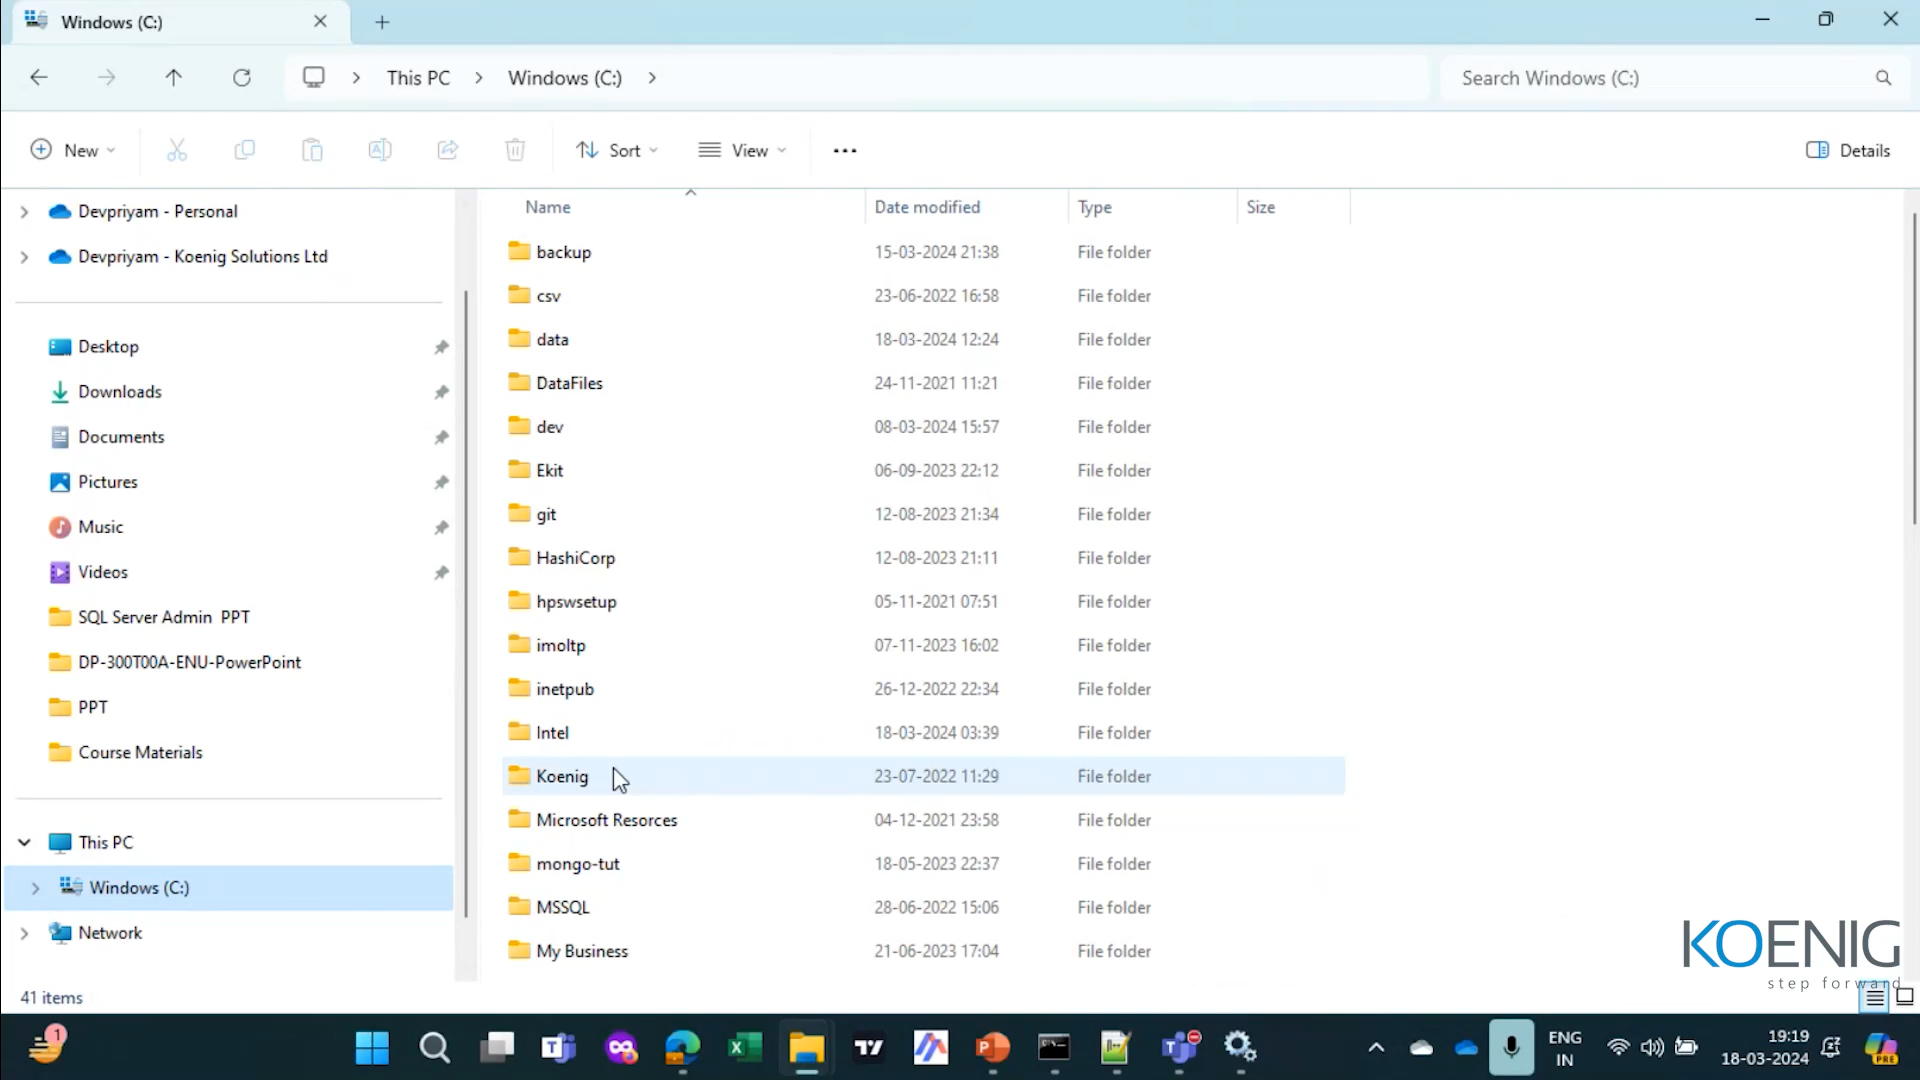 Windows (C:)
This PC
Windows (C:)
Search Windows (C:)
New
Sort
View
Details
Devpriyam - Personal
Devpriyam - Koenig Solutions Ltd
Desktop
Downloads
Documents
Pictures
Music
Videos
SQL Server Admin PPT
DP-300T00A-ENU-PowerPoint
PPT
Course Materials
This PC
Windows (C:)
Network
Name Date modified Type Size
backup 15-03-2024 21:38 File folder
csv 23-06-2022 16:58 File folder
data 18-03-2024 12:24 File folder
DataFiles 24-11-2021 11:21 File folder
dev 08-03-2024 15:57 File folder
Ekit 06-09-2023 22:12 File folder
git 12-08-2023 21:34 File folder
HashiCorp 12-08-2023 21:11 File folder
hpswsetup 05-11-2021 07:51 File folder
imoltp 07-11-2023 16:02 File folder
inetpub 26-12-2022 22:34 File folder
Intel 18-03-2024 03:39 File folder
Koenig 23-07-2022 11:29 File folder
Microsoft Resorces 04-12-2021 23:58 File folder
mongo-tut 18-05-2023 22:37 File folder
MSSQL 28-06-2022 15:06 File folder
My Business 21-06-2023 17:04 File folder
KOENIG
step forward
41 items
1
ENG
IN
19:19
18-03-2024
PRE